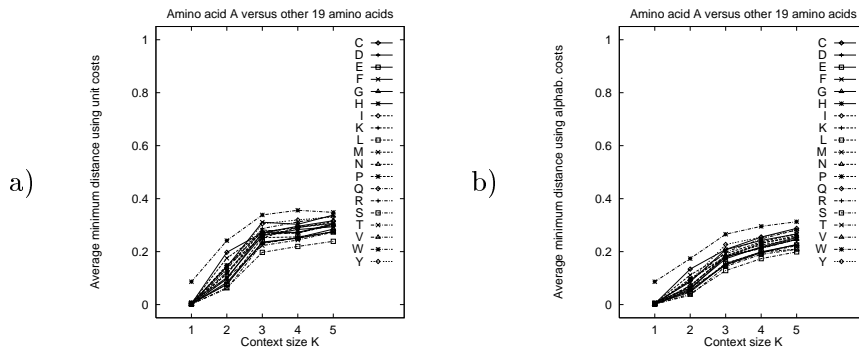 a)
Amino acid A versus other 19 amino acids
Average minimum distance using unit costs
1
0.8
0.6
0.4
0.2
0
1 2 3 4 5
Context size K
C
D
E
F
G
H
I
K
L
M
N
P
Q
R
S
T
V
W
Y
b)
Amino acid A versus other 19 amino acids
Average minimum distance using alphab. costs
1
0.8
0.6
0.4
0.2
0
1 2 3 4 5
Context size K
C
D
E
F
G
H
I
K
L
M
N
P
Q
R
S
T
V
W
Y